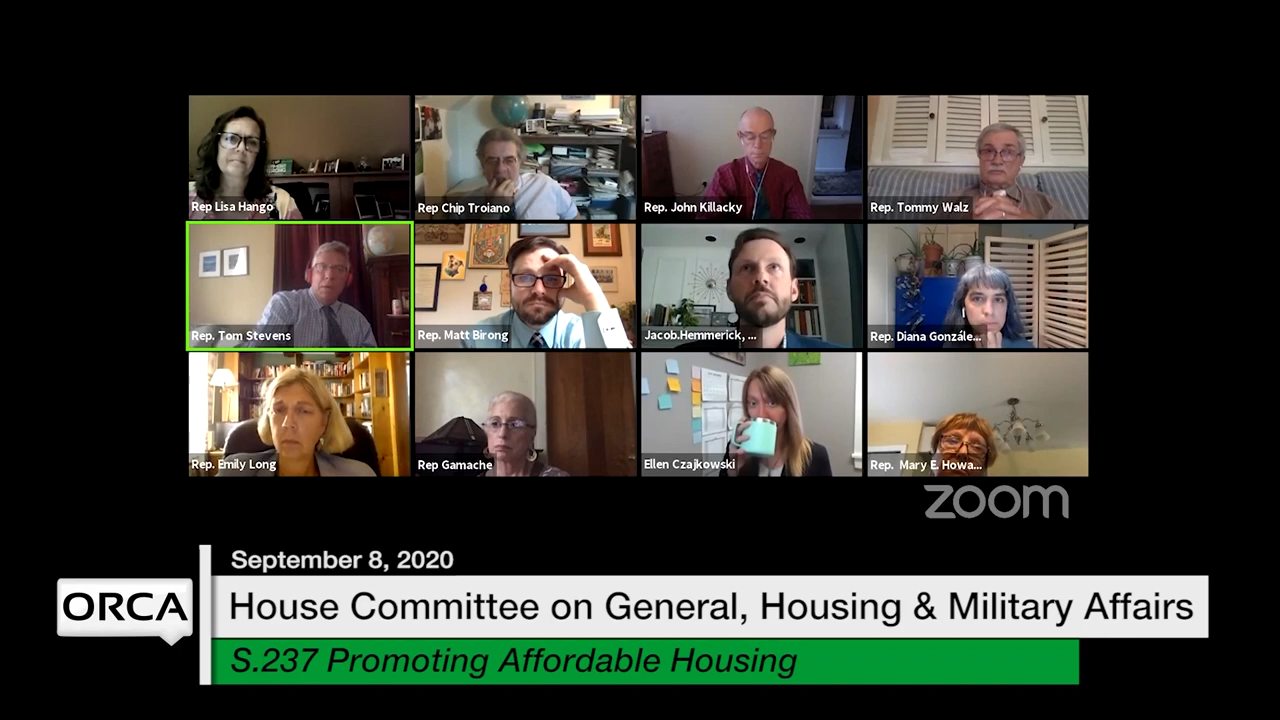 Rep Lisa Hango
Rep Chip Troiano
Rep. John Killacky
Rep. Tommy Walz
Rep. Tom Stevens
Rep. Matt Birong
Jacob.Hemmerick, ...
Rep. Diana Gonzále...
Rep. Emily Long
Rep Gamache
Ellen Czajkowski
Rep. Mary E. Howa...
zoom
September 8, 2020
ORCA
House Committee on General, Housing & Military Affairs
S.237 Promoting Affordable Housing